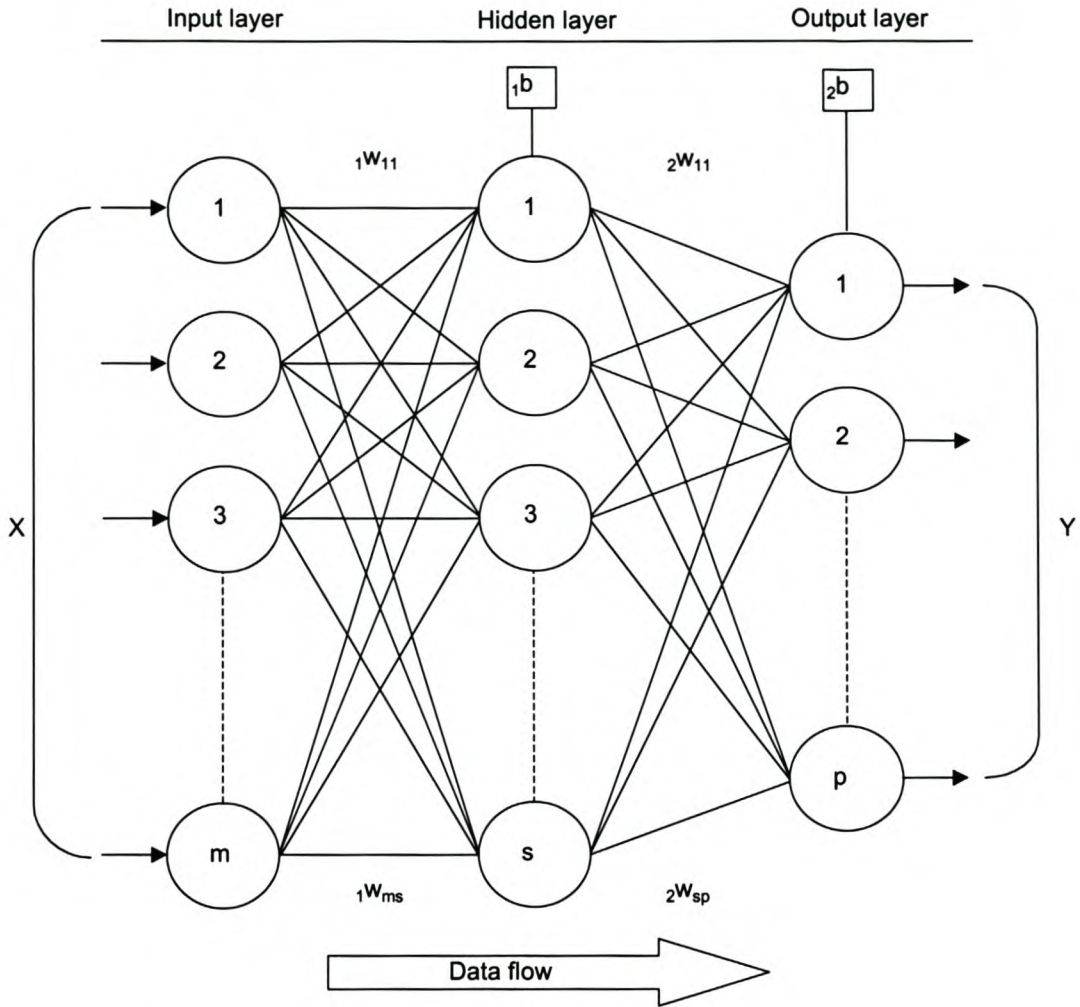 Input layer Hidden layer Output layer
₁b ₂b
₁w₁₁ ₂w₁₁
1 1
1
2 2
2
3 3
X Y
p
m s
₁wₘₛ ₂wₛₚ
Data flow